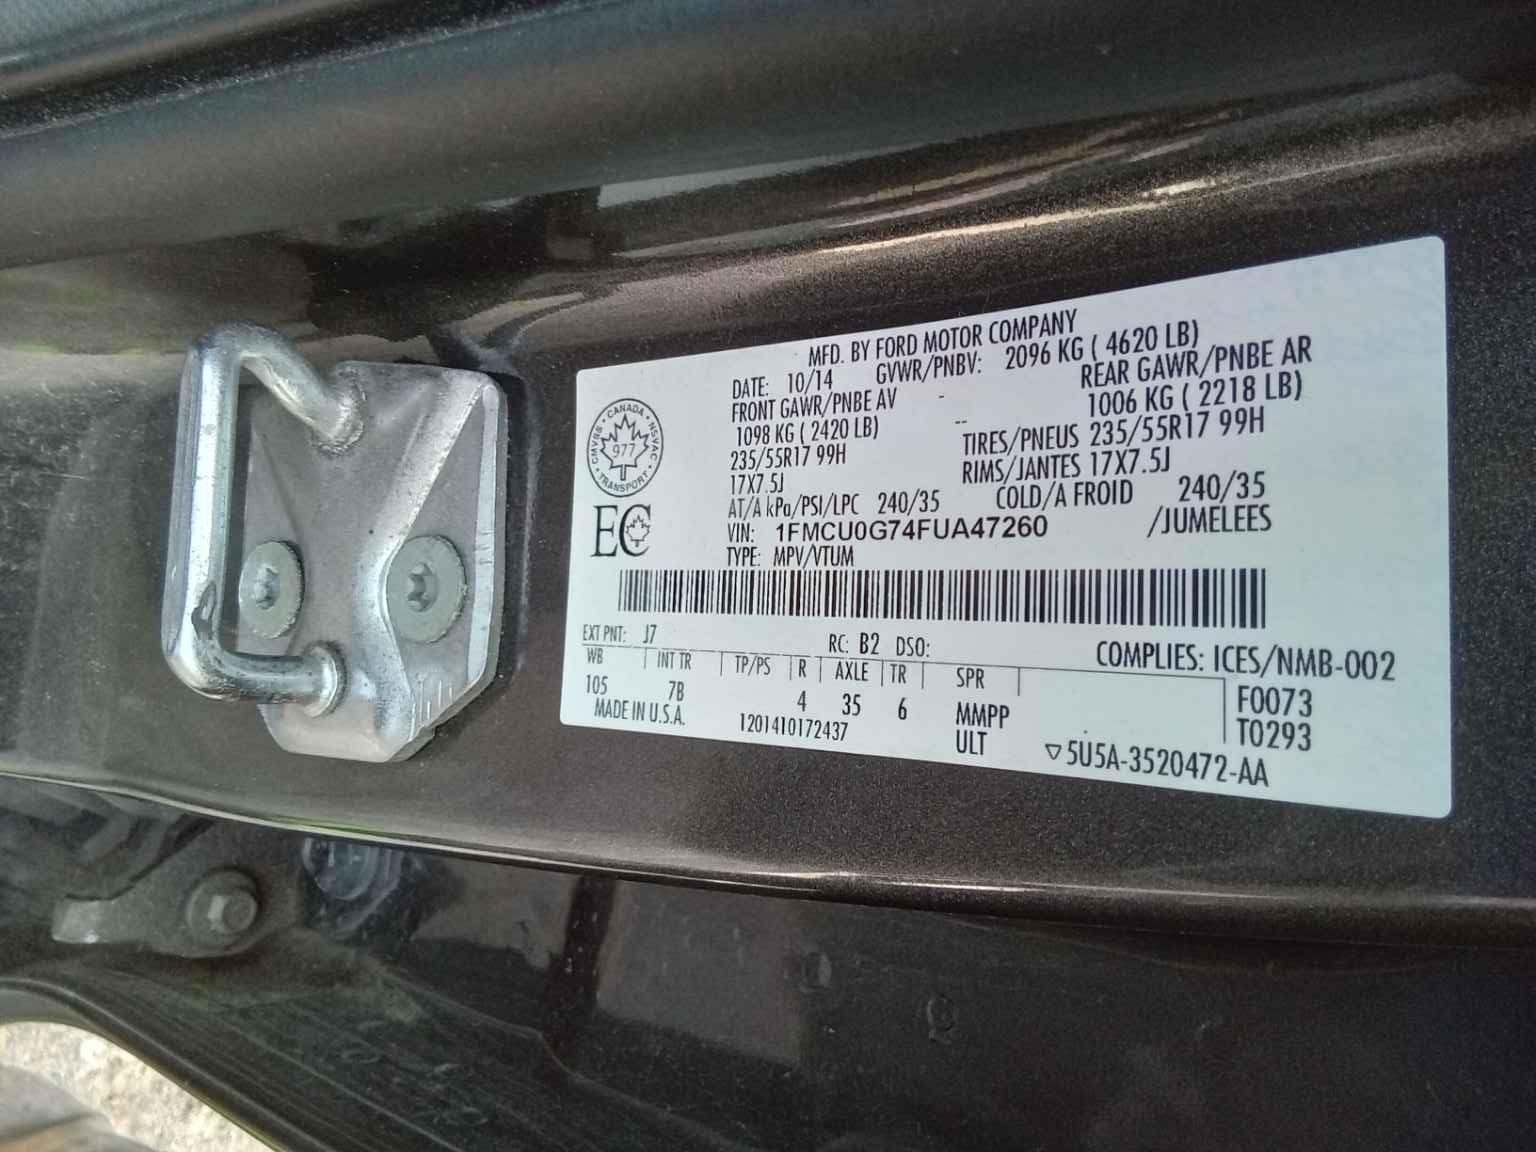 MFD. BY FORD MOTOR COMPANY
DATE: 10/14 GVWR/PNBV: 2096 KG ( 4620 LB)
FRONT GAWR/PNBE AV - REAR GAWR/PNBE AR
1098 KG ( 2420 LB) -- 1006 KG ( 2218 LB)
235/55R17 99H TIRES/PNEUS 235/55R17 99H
17X7.5J RIMS/JANTES 17X7.5J
AT/A kPa/PSI/LPC 240/35 COLD/A FROID 240/35
VIN: 1FMCU0G74FUA47260 /JUMELEES
TYPE: MPV/VTUM
CANADA • NSVAC • TRANSPORT • CMVSS •
977
EC
EXT PNT: J7 RC: B2 DSO: COMPLIES: ICES/NMB-002
WB INT TR TP/PS R AXLE TR SPR F0073
105 7B 4 35 6 MMPP T0293
MADE IN U.S.A. 1201410172437 ULT ▽5U5A-3520472-AA